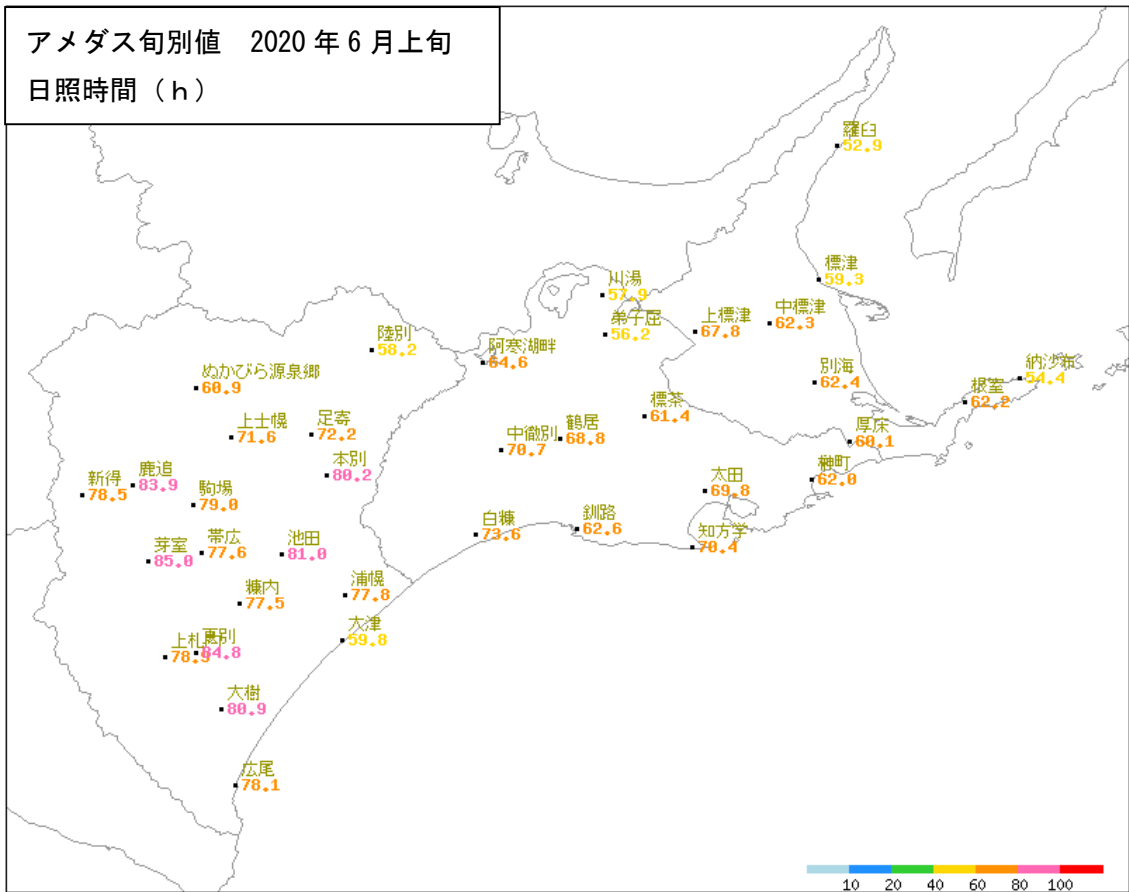 アメダス旬別値 2020年6月上旬
日照時間（h）
羅臼
52.9
標津
59.3
川湯
57.9
中標津
62.3
上標津
67.8
弟子屈
56.2
陸別
58.2
阿寒湖畔
64.6
ぬかびら源泉郷
60.9
別海
62.4
納沙布
54.4
根室
62.2
標茶
61.4
上士幌
71.6
足寄
72.2
鶴居
68.8
中徹別
70.7
厚床
60.1
本別
80.2
鹿追
83.9
新得
78.5
駒場
79.0
太田
69.8
榊町
62.0
白糠
73.6
釧路
62.6
知方学
70.4
芽室
85.0
帯広
77.6
池田
81.0
浦幌
77.8
糠内
77.5
大津
59.8
上札
78.9
更別
84.8
大樹
80.9
広尾
78.1
10 20 40 60 80 100